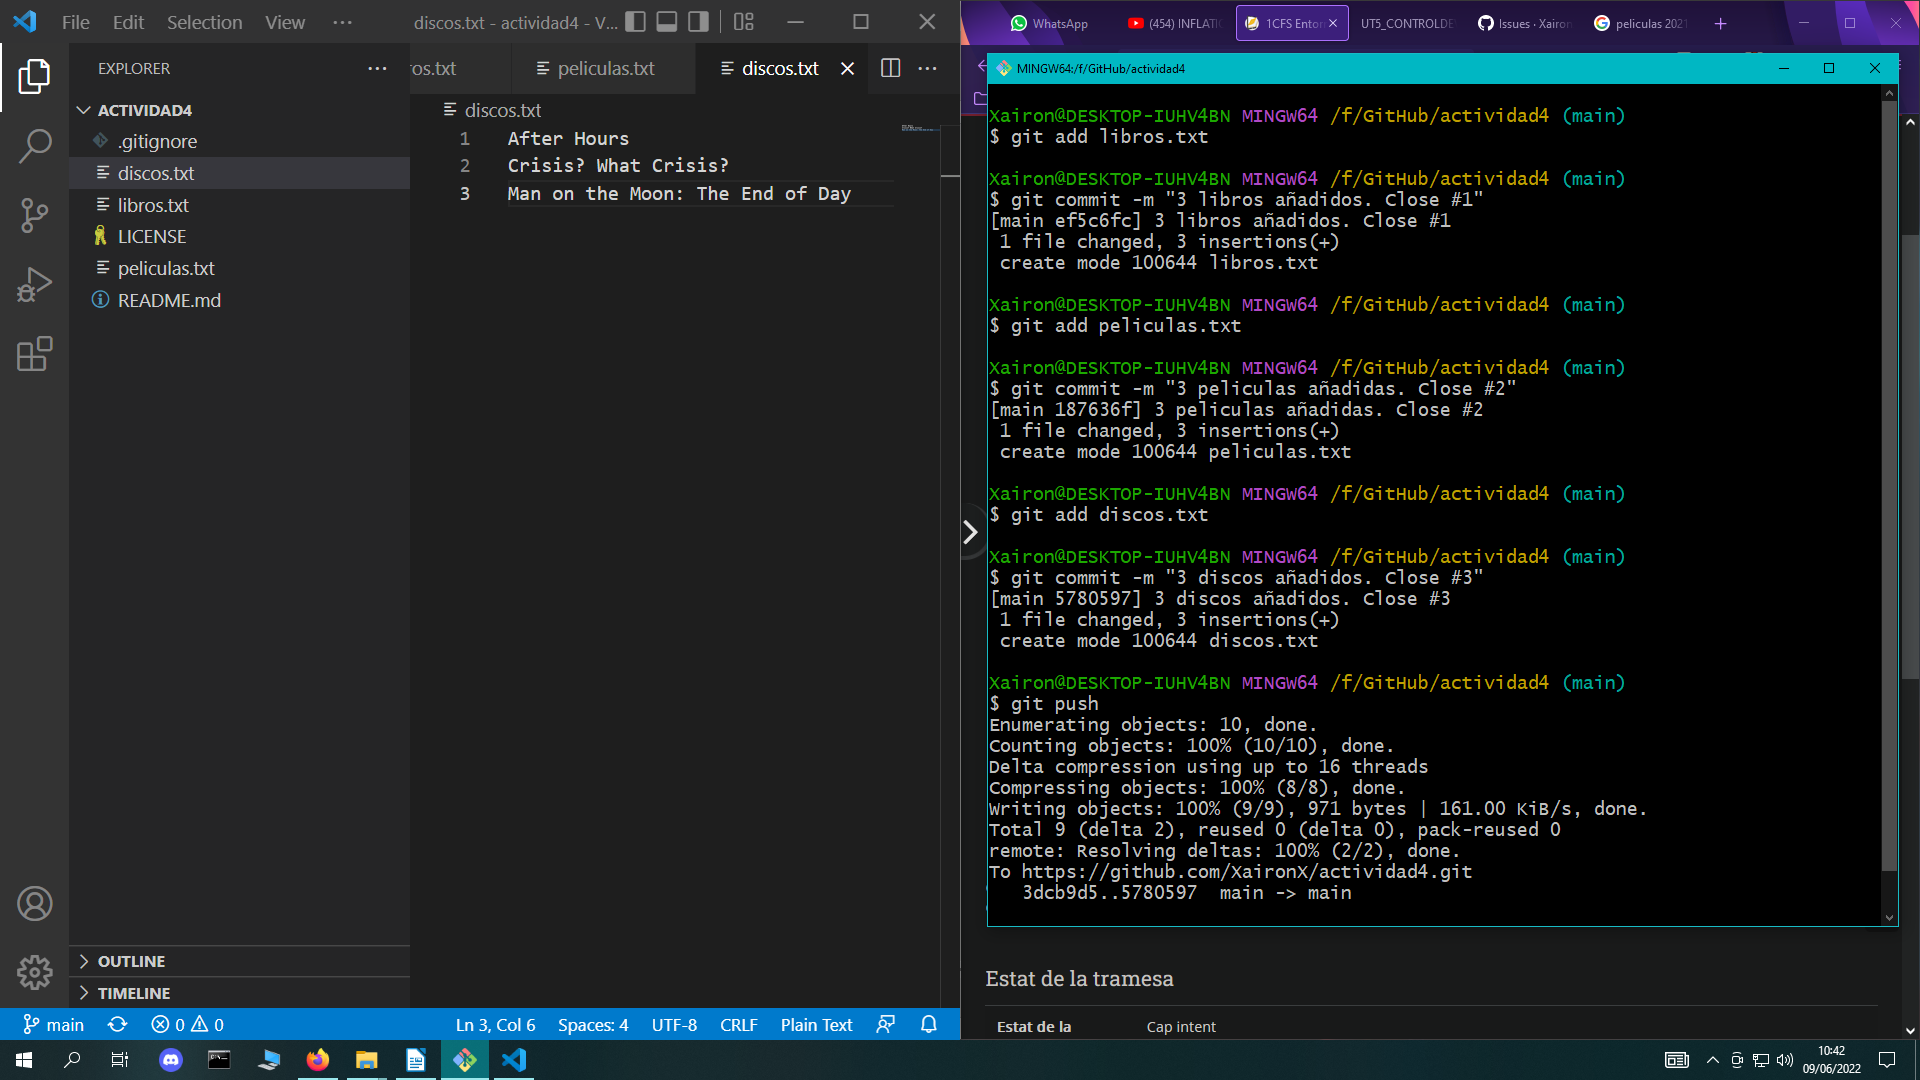 File Edit Selection View ··· discos.txt - actividad4 - V...
EXPLORER
ACTIVIDAD4
.gitignore
discos.txt
libros.txt
LICENSE
peliculas.txt
README.md
OUTLINE
TIMELINE
ros.txt peliculas.txt discos.txt
discos.txt
1 After Hours
2 Crisis? What Crisis?
3 Man on the Moon: The End of Day
main 0 0 Ln 3, Col 6 Spaces: 4 UTF-8 CRLF Plain Text
WhatsApp (454) INFLATIO 1CFS Entor UT5_CONTROLDE Issues · Xairon peliculas 2021
MINGW64:/f/GitHub/actividad4
Xairon@DESKTOP-IUHV4BN MINGW64 /f/GitHub/actividad4 (main)
$ git add libros.txt
Xairon@DESKTOP-IUHV4BN MINGW64 /f/GitHub/actividad4 (main)
$ git commit -m "3 libros añadidos. Close #1"
[main ef5c6fc] 3 libros añadidos. Close #1
1 file changed, 3 insertions(+)
create mode 100644 libros.txt
Xairon@DESKTOP-IUHV4BN MINGW64 /f/GitHub/actividad4 (main)
$ git add peliculas.txt
Xairon@DESKTOP-IUHV4BN MINGW64 /f/GitHub/actividad4 (main)
$ git commit -m "3 peliculas añadidas. Close #2"
[main 187636f] 3 peliculas añadidas. Close #2
1 file changed, 3 insertions(+)
create mode 100644 peliculas.txt
Xairon@DESKTOP-IUHV4BN MINGW64 /f/GitHub/actividad4 (main)
$ git add discos.txt
Xairon@DESKTOP-IUHV4BN MINGW64 /f/GitHub/actividad4 (main)
$ git commit -m "3 discos añadidos. Close #3"
[main 5780597] 3 discos añadidos. Close #3
1 file changed, 3 insertions(+)
create mode 100644 discos.txt
Xairon@DESKTOP-IUHV4BN MINGW64 /f/GitHub/actividad4 (main)
$ git push
Enumerating objects: 10, done.
Counting objects: 100% (10/10), done.
Delta compression using up to 16 threads
Compressing objects: 100% (8/8), done.
Writing objects: 100% (9/9), 971 bytes | 161.00 KiB/s, done.
Total 9 (delta 2), reused 0 (delta 0), pack-reused 0
remote: Resolving deltas: 100% (2/2), done.
To https://github.com/XaironX/actividad4.git
3dcb9d5..5780597 main -> main
Estat de la tramesa
Estat de la Cap intent
10:42
09/06/2022